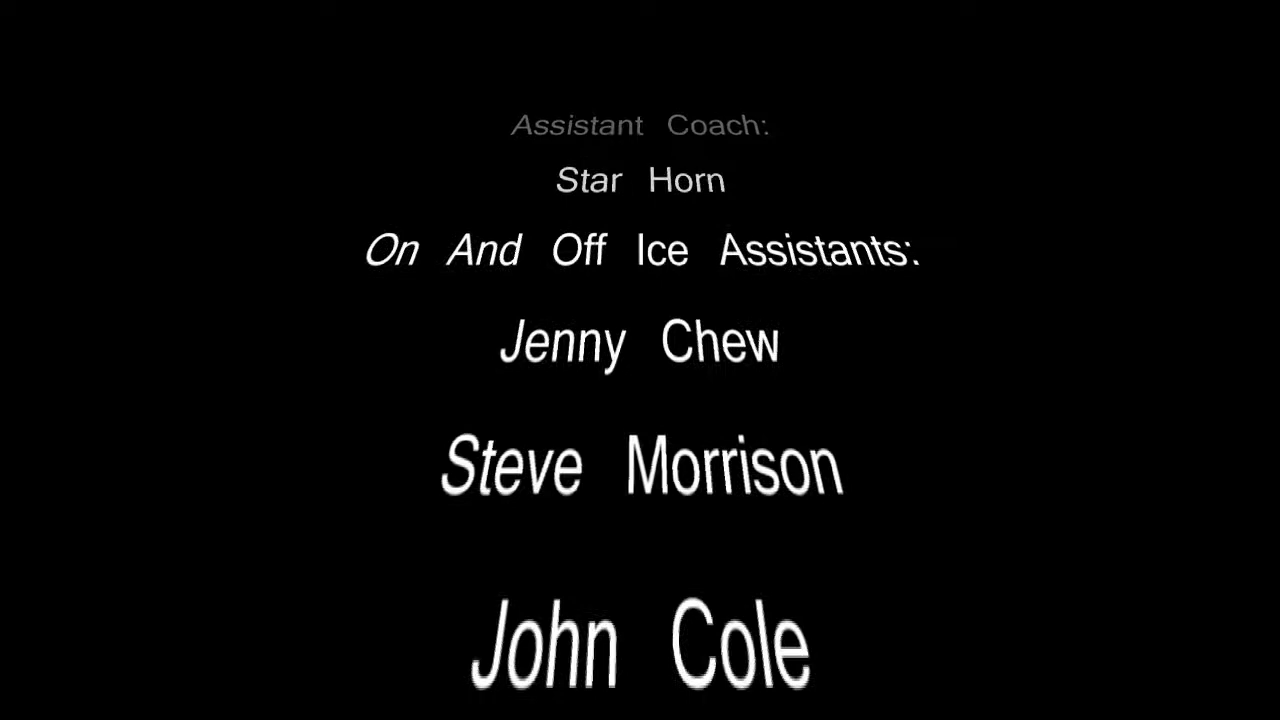 Assistant Coach:
Star Horn
On And Off Ice Assistants:
Jenny Chew
Steve Morrison
John Cole